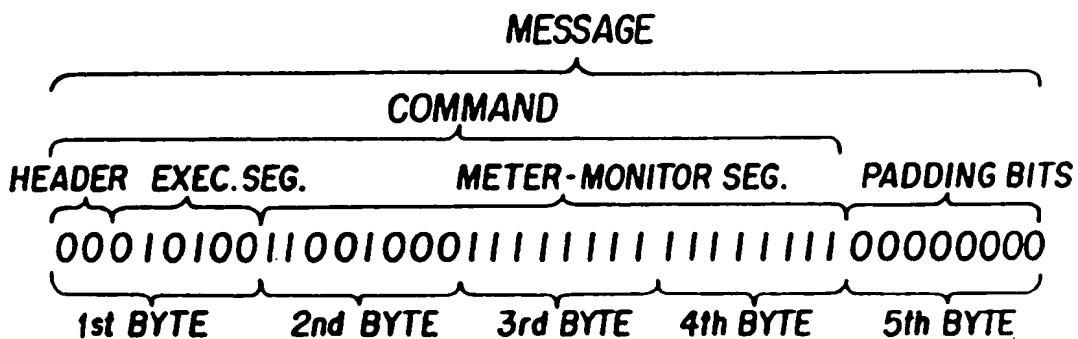 MESSAGE
COMMAND
HEADER EXEC. SEG. METER-MONITOR SEG. PADDING BITS
0001010011001000111111111111111100000000
1st BYTE 2nd BYTE 3rd BYTE 4th BYTE 5th BYTE